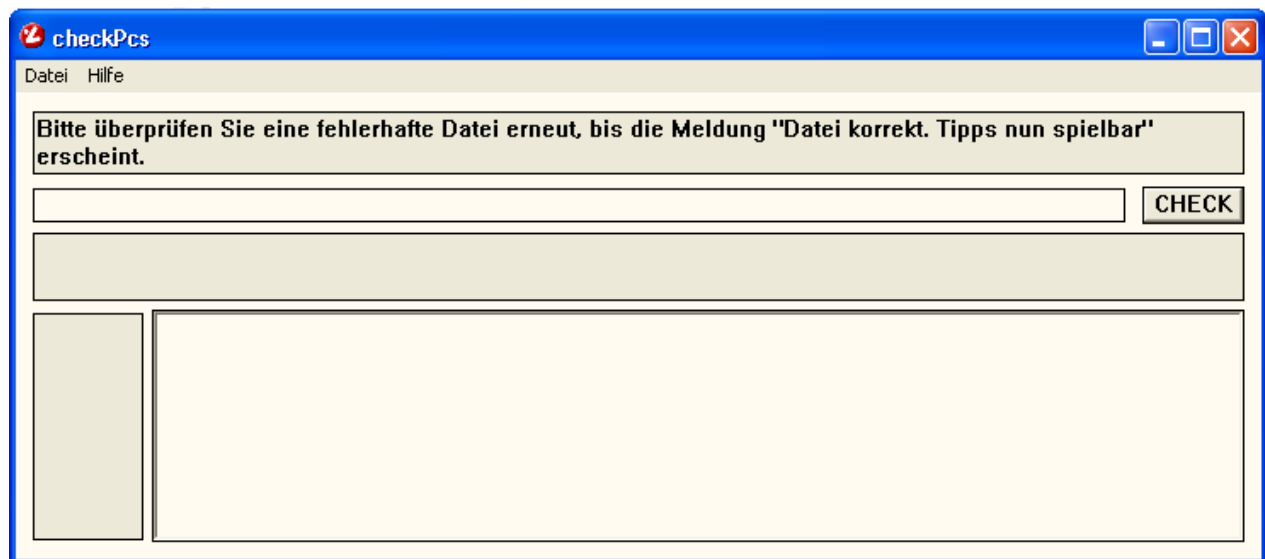 checkPcs
Datei Hilfe
Bitte überprüfen Sie eine fehlerhafte Datei erneut, bis die Meldung "Datei korrekt. Tipps nun spielbar"
erscheint.
CHECK